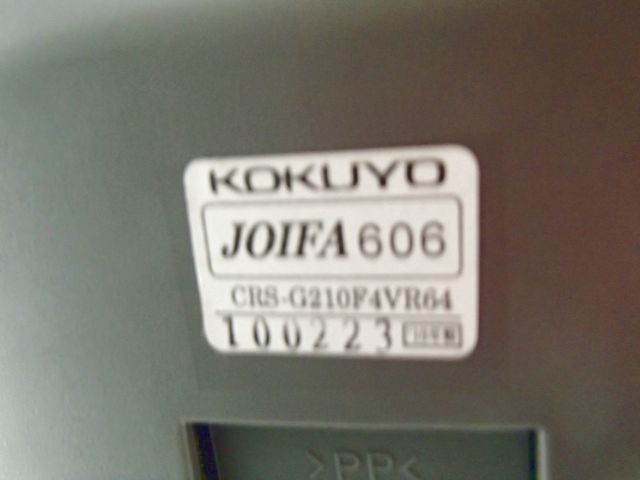 KOKUYO
JOIFA 606
CRS-G210F4VR64
100223
>PP<